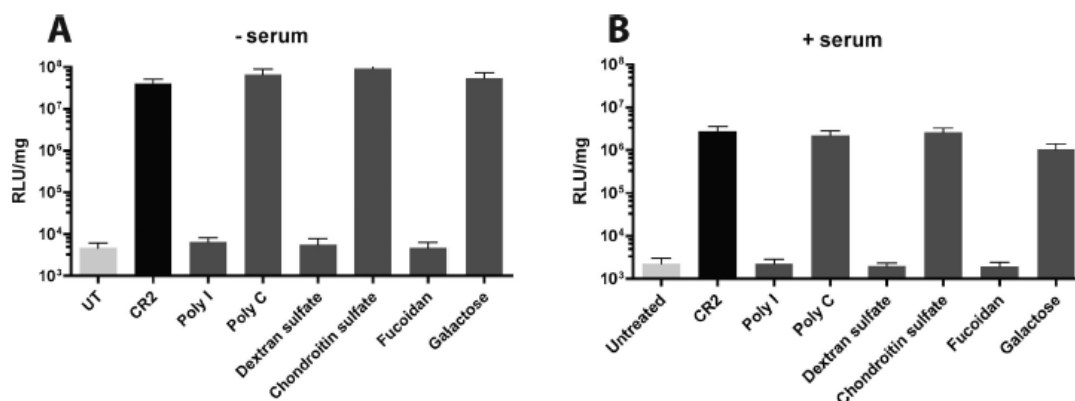 A
- serum
RLU/mg
10⁸
10⁷
10⁶
10⁵
10⁴
10³
UT
CR2
Poly I
Poly C
Dextran sulfate
Chondroitin sulfate
Fucoidan
Galactose
B
+ serum
RLU/mg
10⁸
10⁷
10⁶
10⁵
10⁴
10³
Untreated
CR2
Poly I
Poly C
Dextran sulfate
Chondroitin sulfate
Fucoidan
Galactose